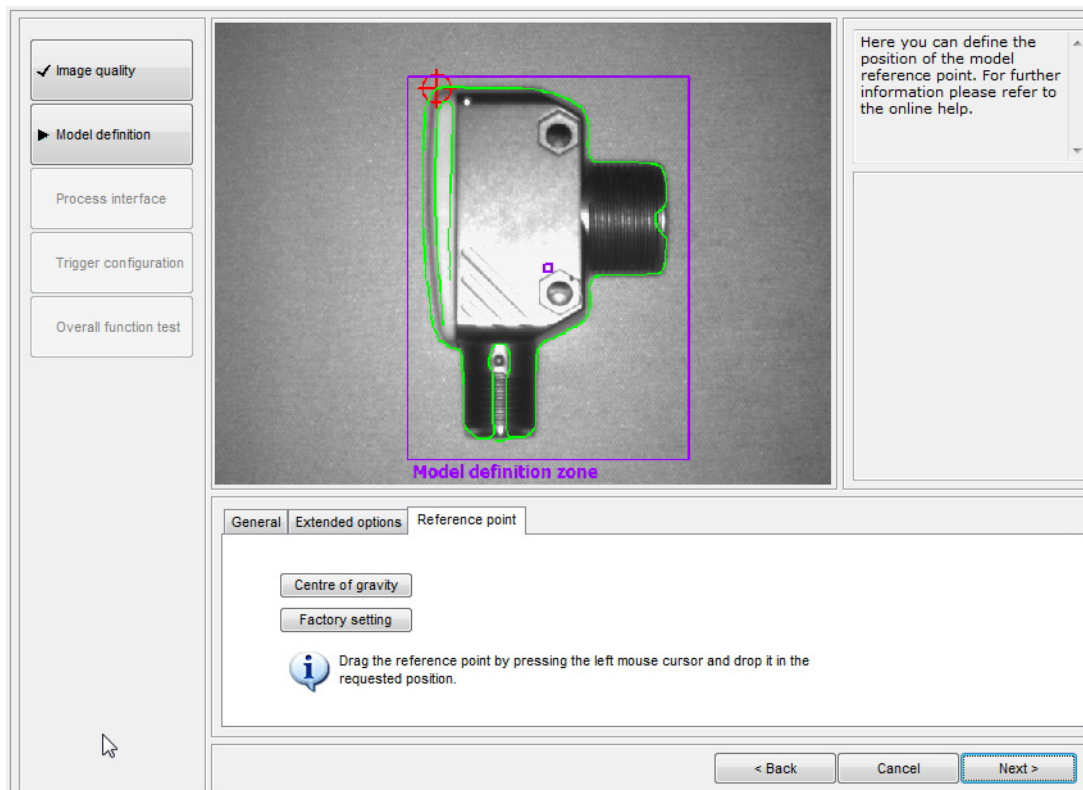 Image quality
Model definition
Process interface
Trigger configuration
Overall function test
Model definition zone
Here you can define the
position of the model
reference point. For further
information please refer to
the online help.
General
Extended options
Reference point
Centre of gravity
Factory setting
Drag the reference point by pressing the left mouse cursor and drop it in the
requested position.
< Back
Cancel
Next >